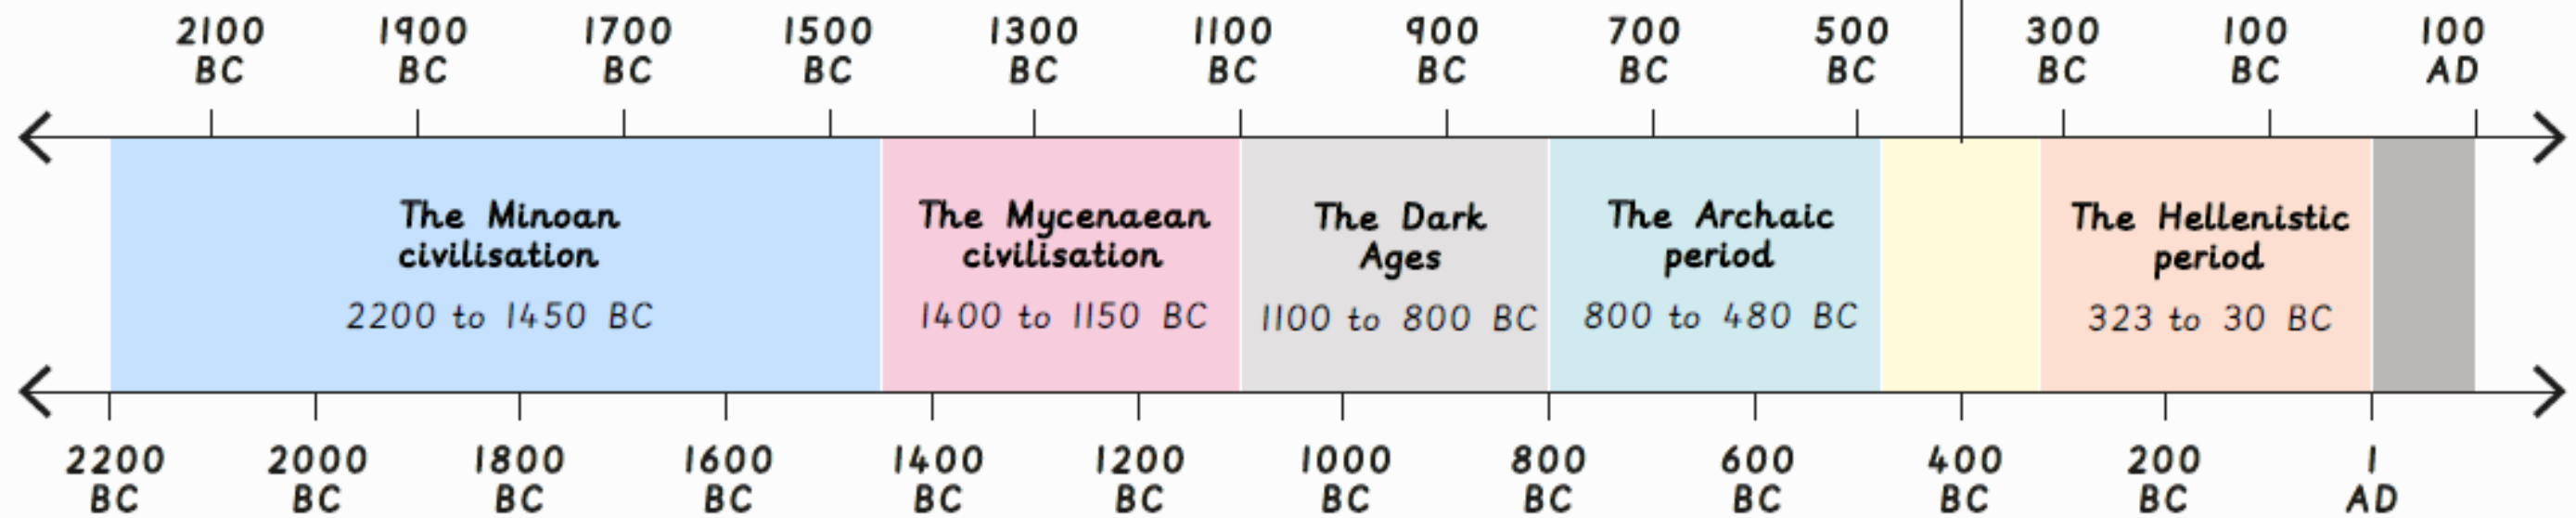 2100 BC
1900 BC
1700 BC
1500 BC
1300 BC
1100 BC
900 BC
700 BC
500 BC
300 BC
100 BC
100 AD
The Minoan
civilisation
2200 to 1450 BC
The Mycenaean
civilisation
1400 to 1150 BC
The Dark
Ages
1100 to 800 BC
The Archaic
period
800 to 480 BC
The Hellenistic
period
323 to 30 BC
2200 BC
2000 BC
1800 BC
1600 BC
1400 BC
1200 BC
1000 BC
800 BC
600 BC
400 BC
200 BC
1 AD